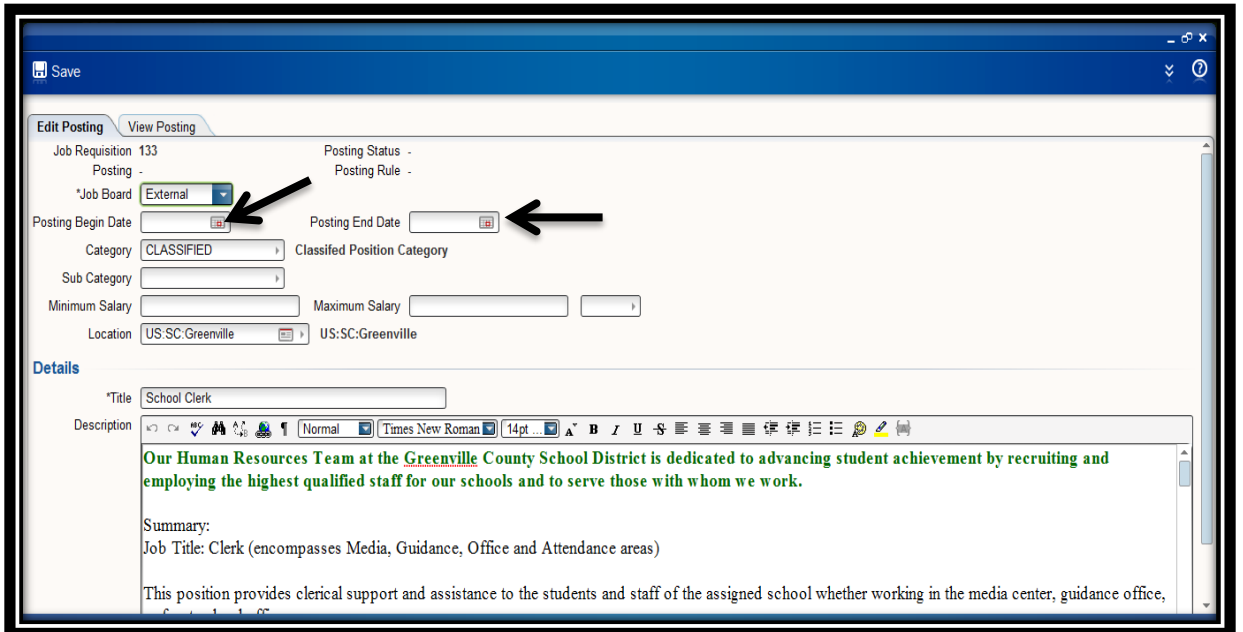 Save
Edit Posting View Posting
Job Requisition 133 Posting Status -
Posting - Posting Rule -
*Job Board External
Posting Begin Date Posting End Date
Category CLASSIFIED Classifed Position Category
Sub Category
Minimum Salary Maximum Salary
Location US:SC:Greenville US:SC:Greenville
Details
*Title School Clerk
Description Normal Times New Roman 14pt ...
Our Human Resources Team at the Greenville County School District is dedicated to advancing student achievement by recruiting and
employing the highest qualified staff for our schools and to serve those with whom we work.
Summary:
Job Title: Clerk (encompasses Media, Guidance, Office and Attendance areas)
This position provides clerical support and assistance to the students and staff of the assigned school whether working in the media center, guidance office,